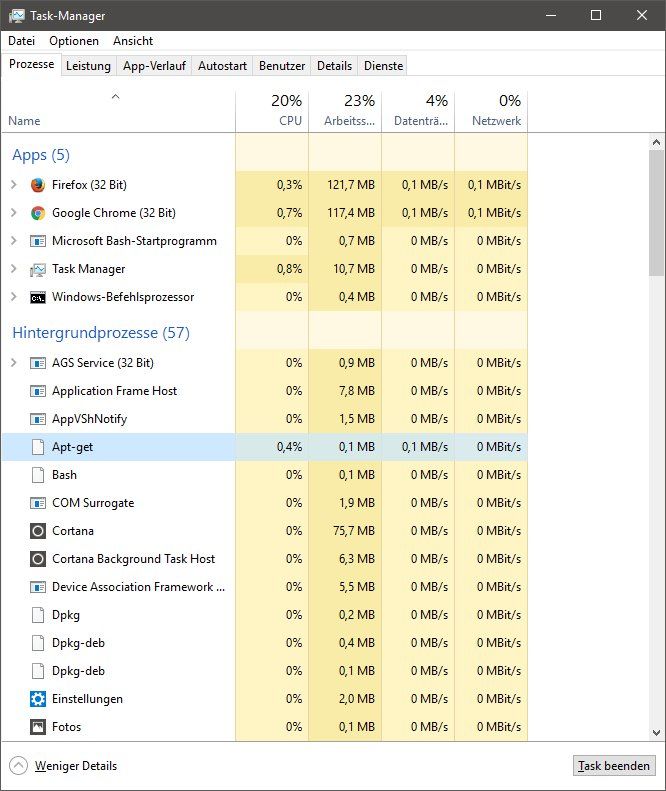 Task-Manager
Datei Optionen Ansicht
Prozesse Leistung App-Verlauf Autostart Benutzer Details Dienste
20% 23% 4% 0%
Name CPU Arbeitss... Datenträ... Netzwerk
Apps (5)
Firefox (32 Bit) 0,3% 121,7 MB 0,1 MB/s 0,1 MBit/s
Google Chrome (32 Bit) 0,7% 117,4 MB 0,1 MB/s 0,1 MBit/s
Microsoft Bash-Startprogramm 0% 0,7 MB 0 MB/s 0 MBit/s
Task Manager 0,8% 10,7 MB 0 MB/s 0 MBit/s
Windows-Befehlsprozessor 0% 0,4 MB 0 MB/s 0 MBit/s
Hintergrundprozesse (57)
AGS Service (32 Bit) 0% 0,9 MB 0 MB/s 0 MBit/s
Application Frame Host 0% 7,8 MB 0 MB/s 0 MBit/s
AppVShNotify 0% 1,5 MB 0 MB/s 0 MBit/s
Apt-get 0,4% 0,1 MB 0,1 MB/s 0 MBit/s
Bash 0% 0,1 MB 0 MB/s 0 MBit/s
COM Surrogate 0% 1,9 MB 0 MB/s 0 MBit/s
Cortana 0% 75,7 MB 0 MB/s 0 MBit/s
Cortana Background Task Host 0% 6,3 MB 0 MB/s 0 MBit/s
Device Association Framework ... 0% 5,5 MB 0 MB/s 0 MBit/s
Dpkg 0% 0,2 MB 0 MB/s 0 MBit/s
Dpkg-deb 0% 0,4 MB 0 MB/s 0 MBit/s
Dpkg-deb 0% 0,1 MB 0 MB/s 0 MBit/s
Einstellungen 0% 2,0 MB 0 MB/s 0 MBit/s
Fotos 0% 0,1 MB 0 MB/s 0 MBit/s
Weniger Details Task beenden